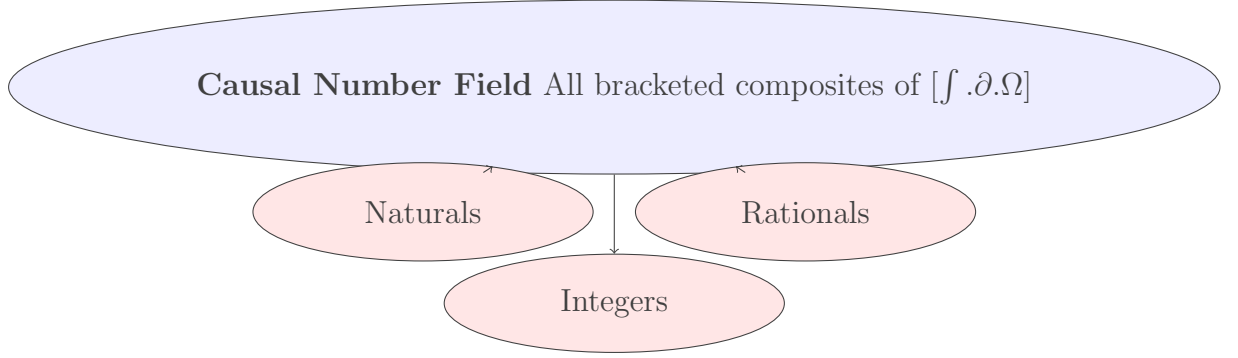 Causal Number Field All bracketed composites of [∫ .∂.Ω]
Naturals
Rationals
Integers